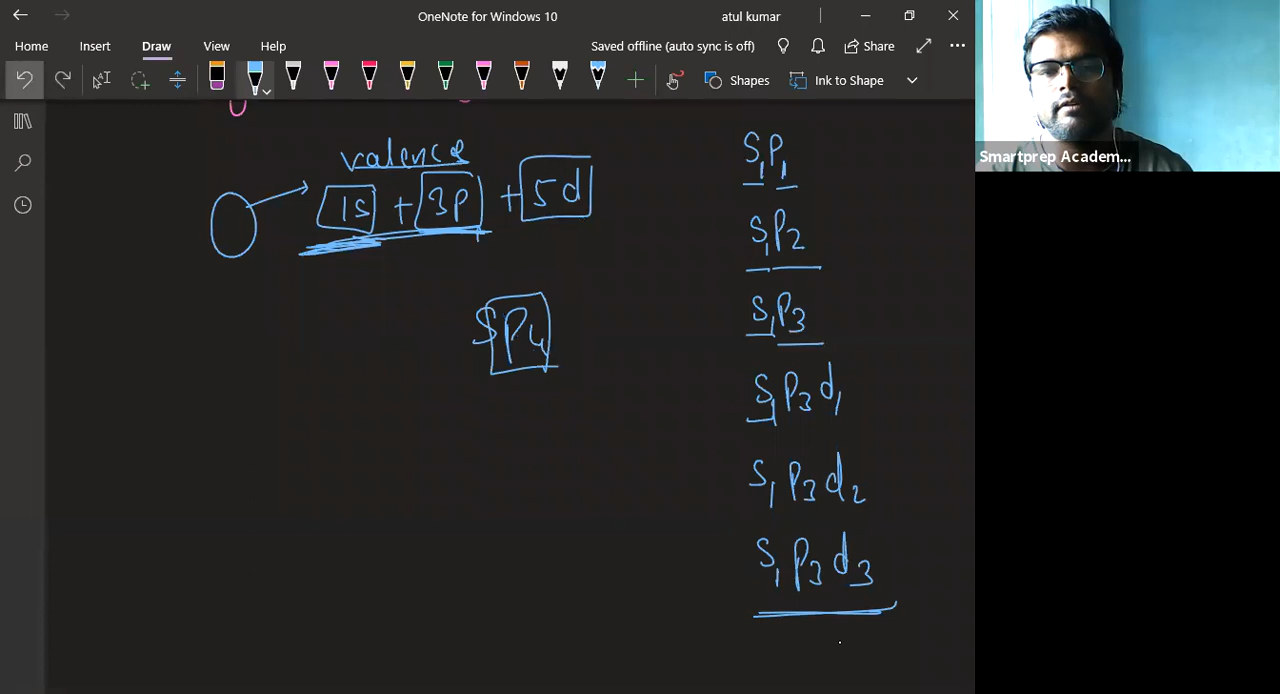 OneNote for Windows 10
atul kumar
Home Insert Draw View Help
Saved offline (auto sync is off)
Share
Shapes
Ink to Shape
Smartprep Academ...
valence
1s + 3p + 5d
sp4
s1p1
s1p2
s1p3
s1p3d1
s1p3d2
s1p3d3